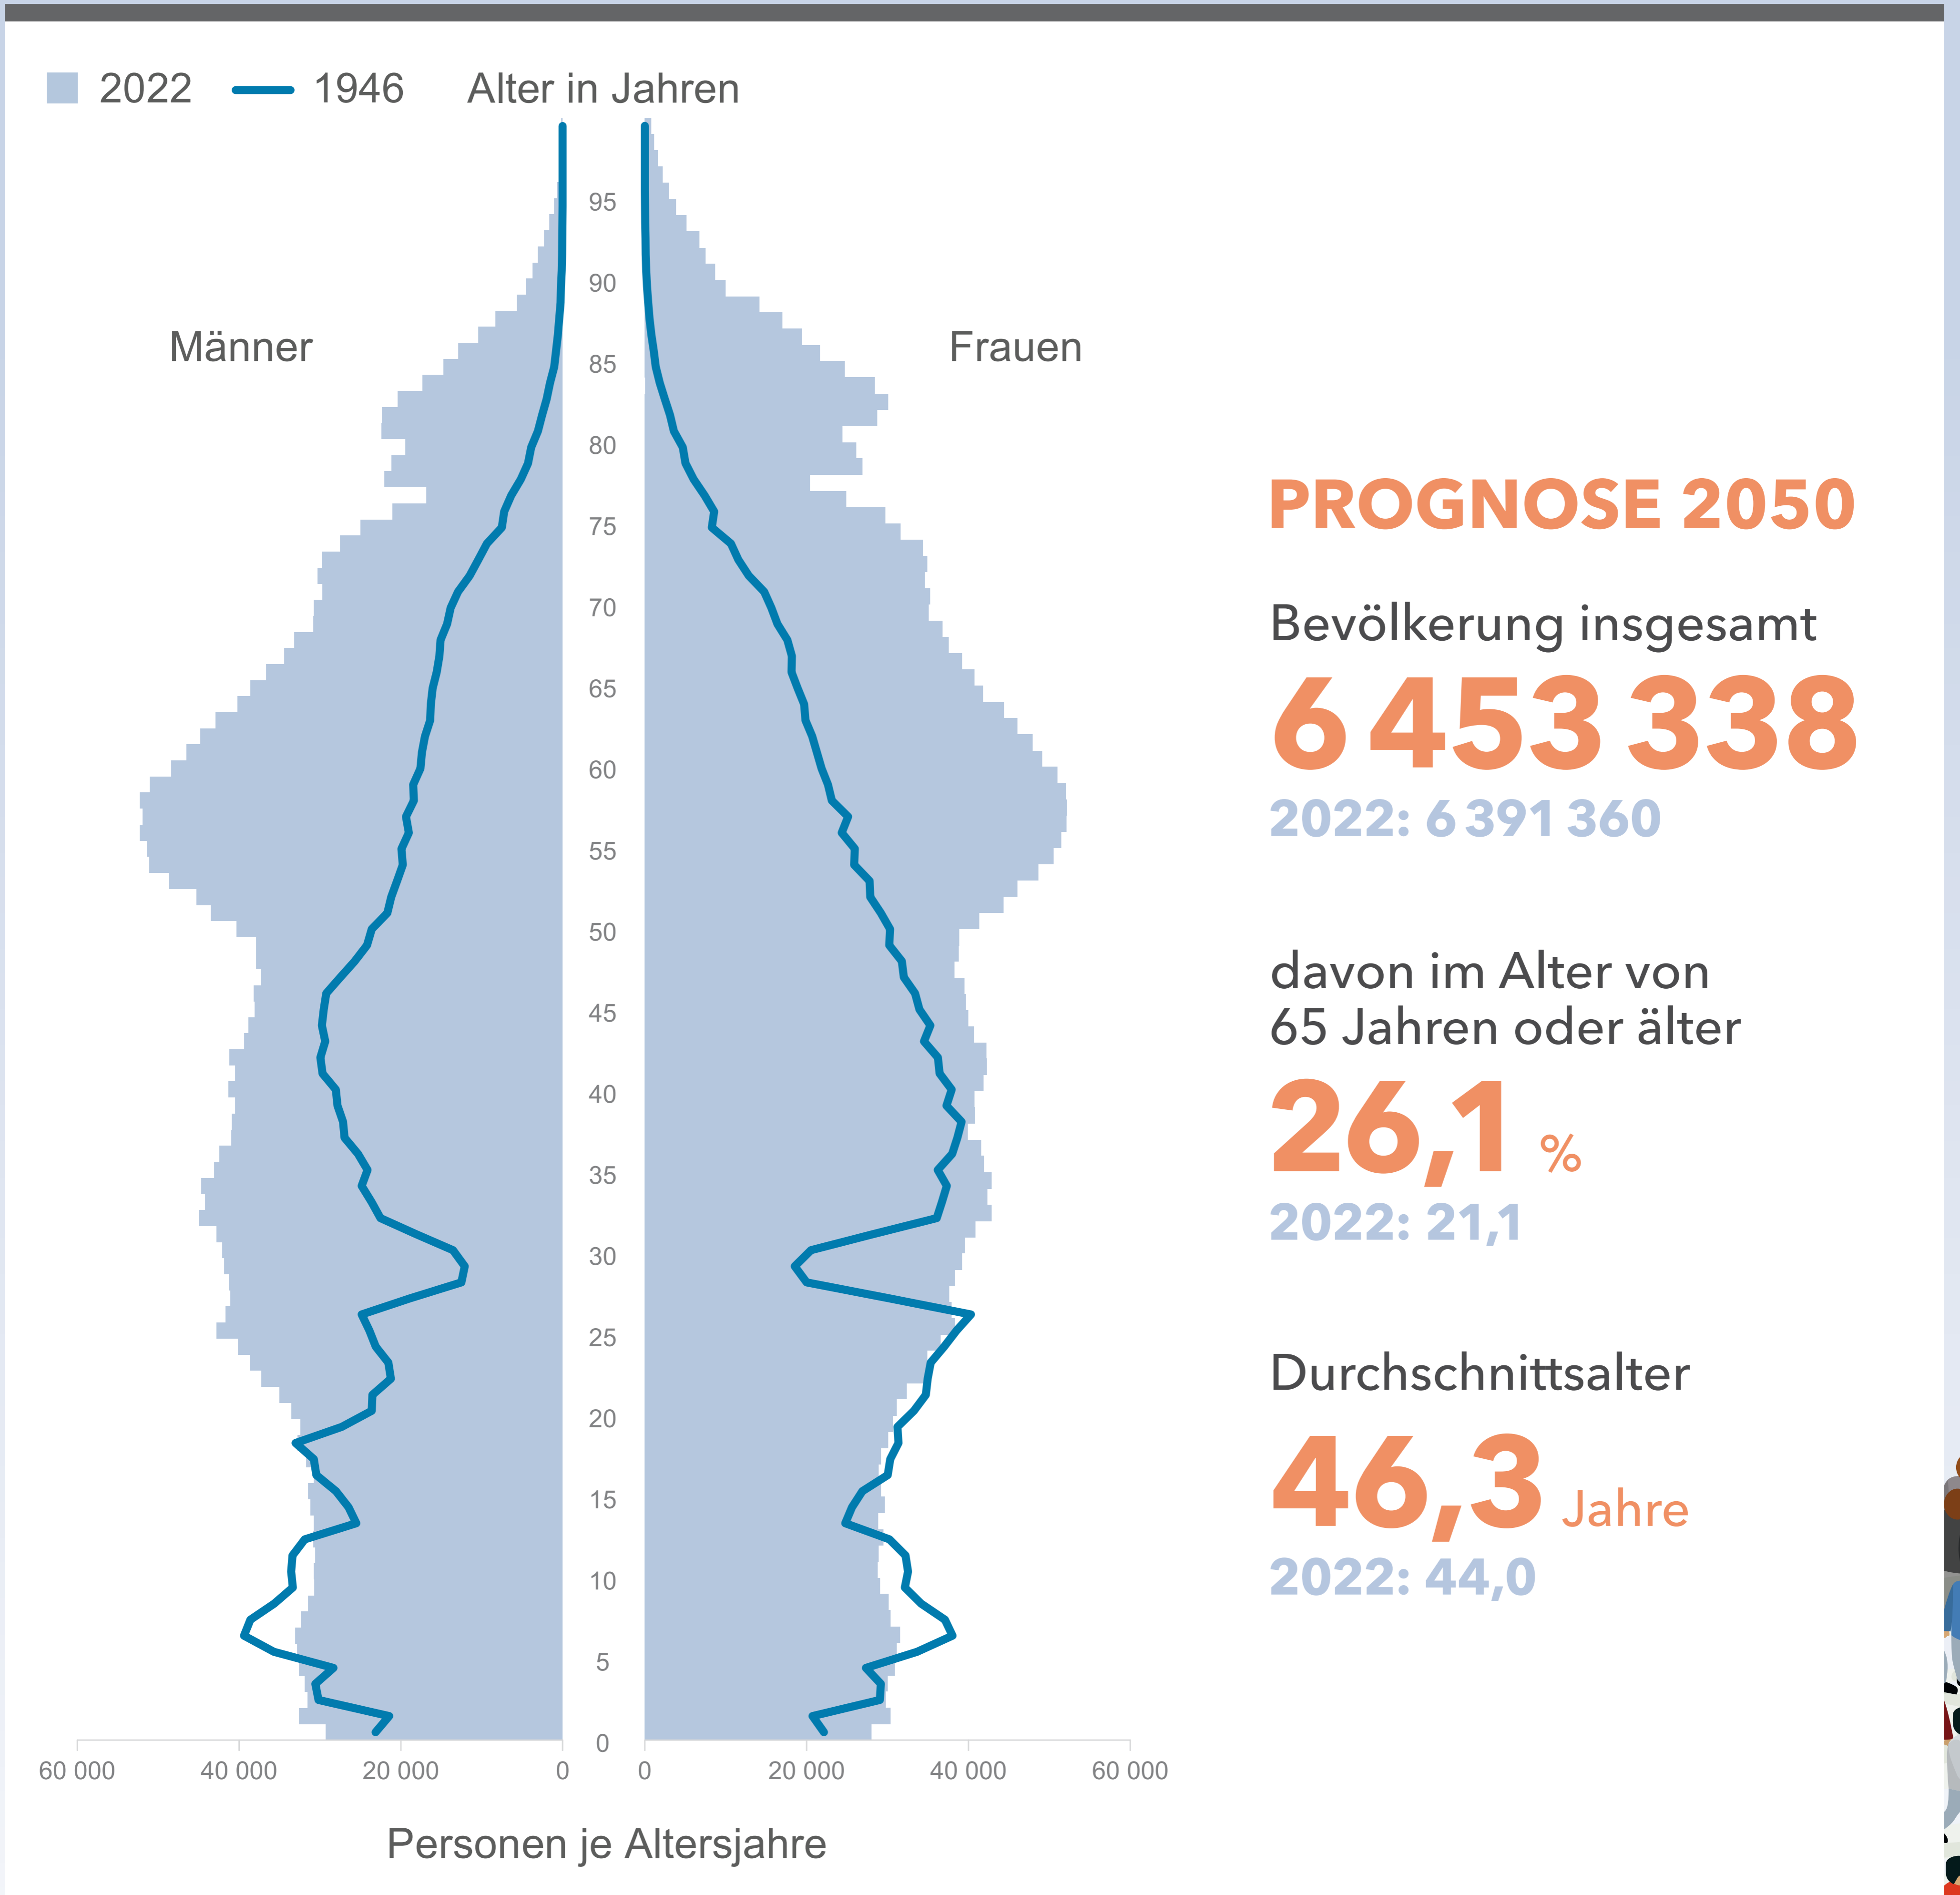 2022 1946 Alter in Jahren
Männer
Frauen
95
90
85
80
75
70
65
60
55
50
45
40
35
30
25
20
15
10
5
0
60 000 40 000 20 000 0 0 20 000 40 000 60 000
Personen je Altersjahre
PROGNOSE 2050
Bevölkerung insgesamt
6 453 338
2022: 6 391 360
davon im Alter von
65 Jahren oder älter
26,1 %
2022: 21,1
Durchschnittsalter
46,3 Jahre
2022: 44,0